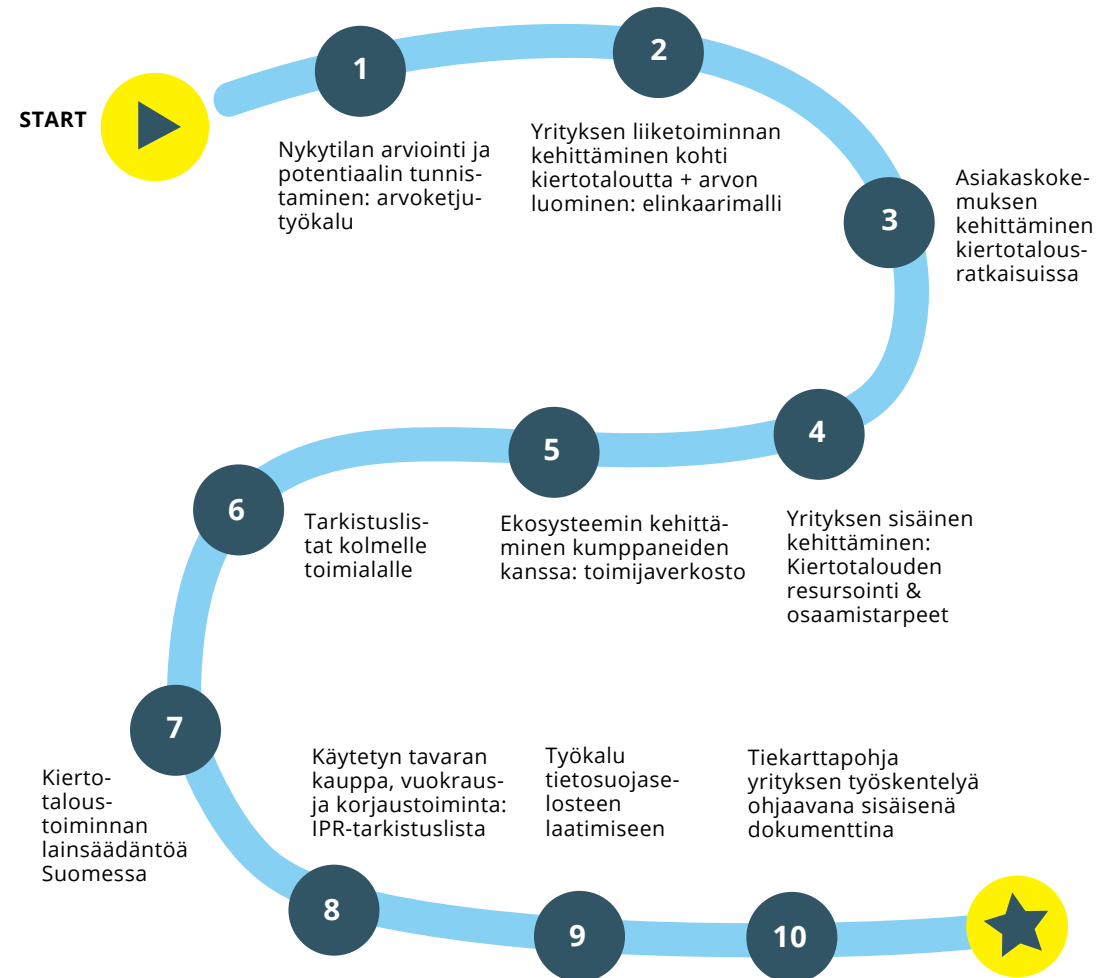 START
1
Nykytilan arviointi ja
potentiaalin tunnis-
taminen: arvoketju-
työkalu
2
Yrityksen liiketoiminnan
kehittäminen kohti
kiertotaloutta + arvon
luominen: elinkaarimalli
3
Asiakaskoke-
muksen
kehittäminen
kiertotalous-
ratkaisuissa
4
Yrityksen sisäinen
kehittäminen:
Kiertotalouden
resursointi &
osaamistarpeet
5
Ekosysteemin kehittä-
minen kumppaneiden
kanssa: toimijaverkosto
6
Tarkistuslis-
tat kolmelle
toimialalle
7
Kierto-
talous-
toiminnan
lainsäädäntöä
Suomessa
8
Käytetyn tavaran
kauppa, vuokraus-
ja korjaustoiminta:
IPR-tarkistuslista
9
Työkalu
tietosuojase-
losteen
laatimiseen
10
Tiekarttapohja
yrityksen työskentelyä
ohjaavana sisäisenä
dokumenttina